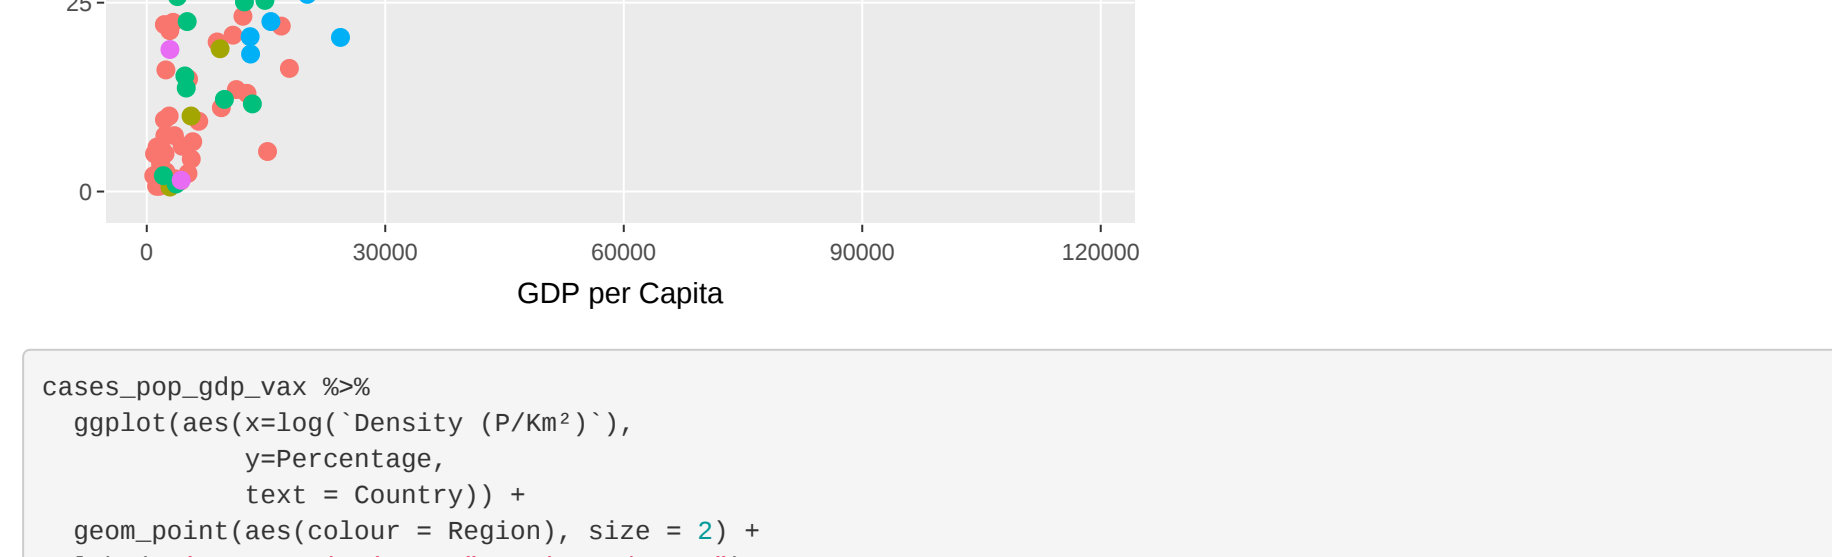 25
0
0 30000 60000 90000 120000
GDP per Capita
cases_pop_gdp_vax %>%
  ggplot(aes(x=log(`Density (P/Km²)`),
             y=Percentage,
             text = Country)) +
  geom_point(aes(colour = Region), size = 2) +